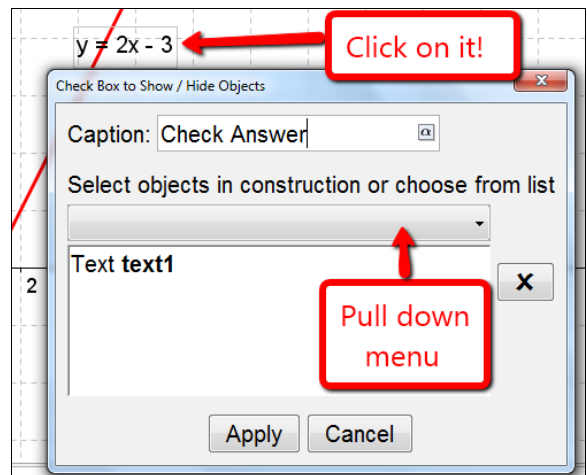 y = 2x - 3
Click on it!
Check Box to Show / Hide Objects
x
Caption: Check Answer α
Select objects in construction or choose from list
Text text1
2
X
Pull down
menu
Apply Cancel